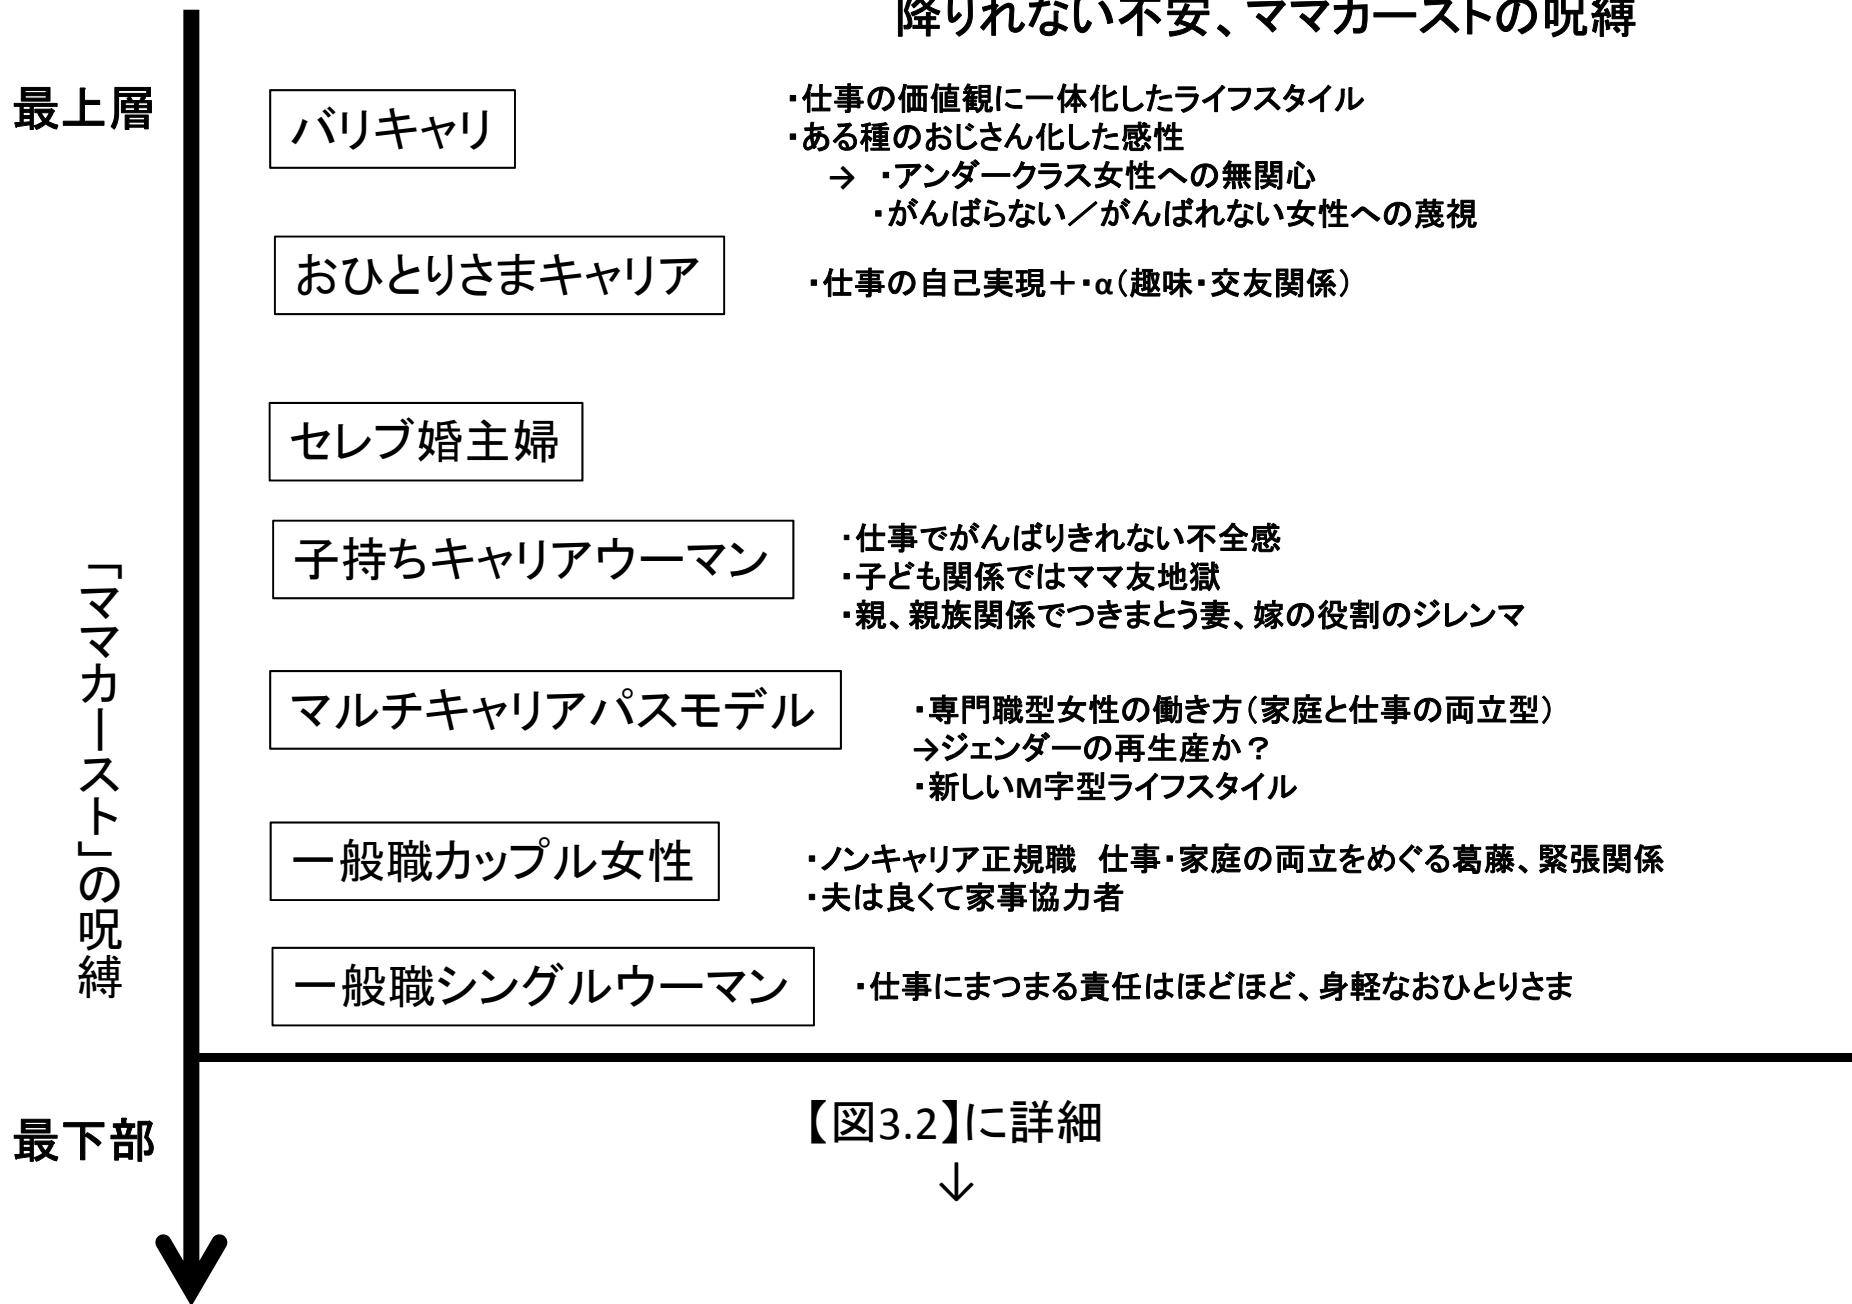 降りれない不安、ママカーストの呪縛
最上層
バリキャリ
・仕事の価値観に一体化したライフスタイル
・ある種のおじさん化した感性
→ ・アンダークラス女性への無関心
・がんばらない／がんばれない女性への蔑視
おひとりさまキャリア
・仕事の自己実現＋・α（趣味・交友関係）
セレブ婚主婦
子持ちキャリアウーマン
・仕事でがんばりきれない不全感
・子ども関係ではママ友地獄
・親、親族関係でつきまとう妻、嫁の役割のジレンマ
「ママカースト」の呪縛
マルチキャリアパスモデル
・専門職型女性の働き方（家庭と仕事の両立型）
→ジェンダーの再生産か？
・新しいM字型ライフスタイル
一般職カップル女性
・ノンキャリア正規職　仕事・家庭の両立をめぐる葛藤、緊張関係
・夫は良くて家事協力者
一般職シングルウーマン
・仕事にまつまる責任はほどほど、身軽なおひとりさま
最下部
【図3.2】に詳細
↓